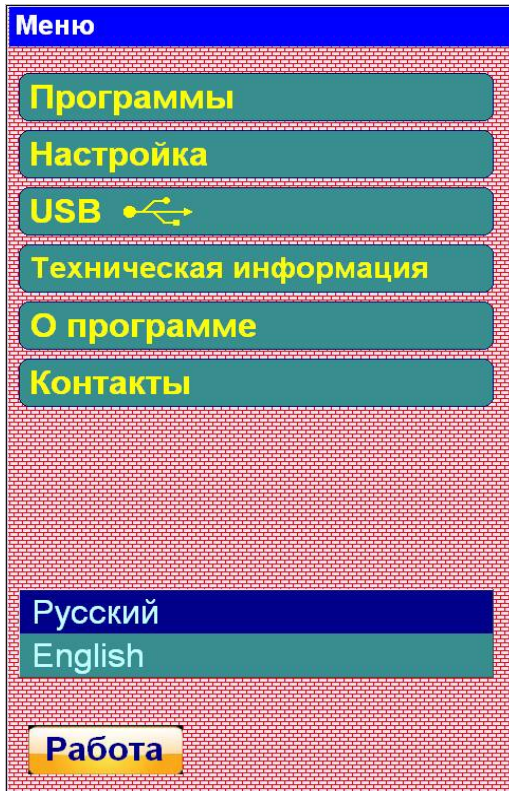 Меню
Программы
Настройка
USB
Техническая информация
О программе
Контакты
Русский
English
Работа